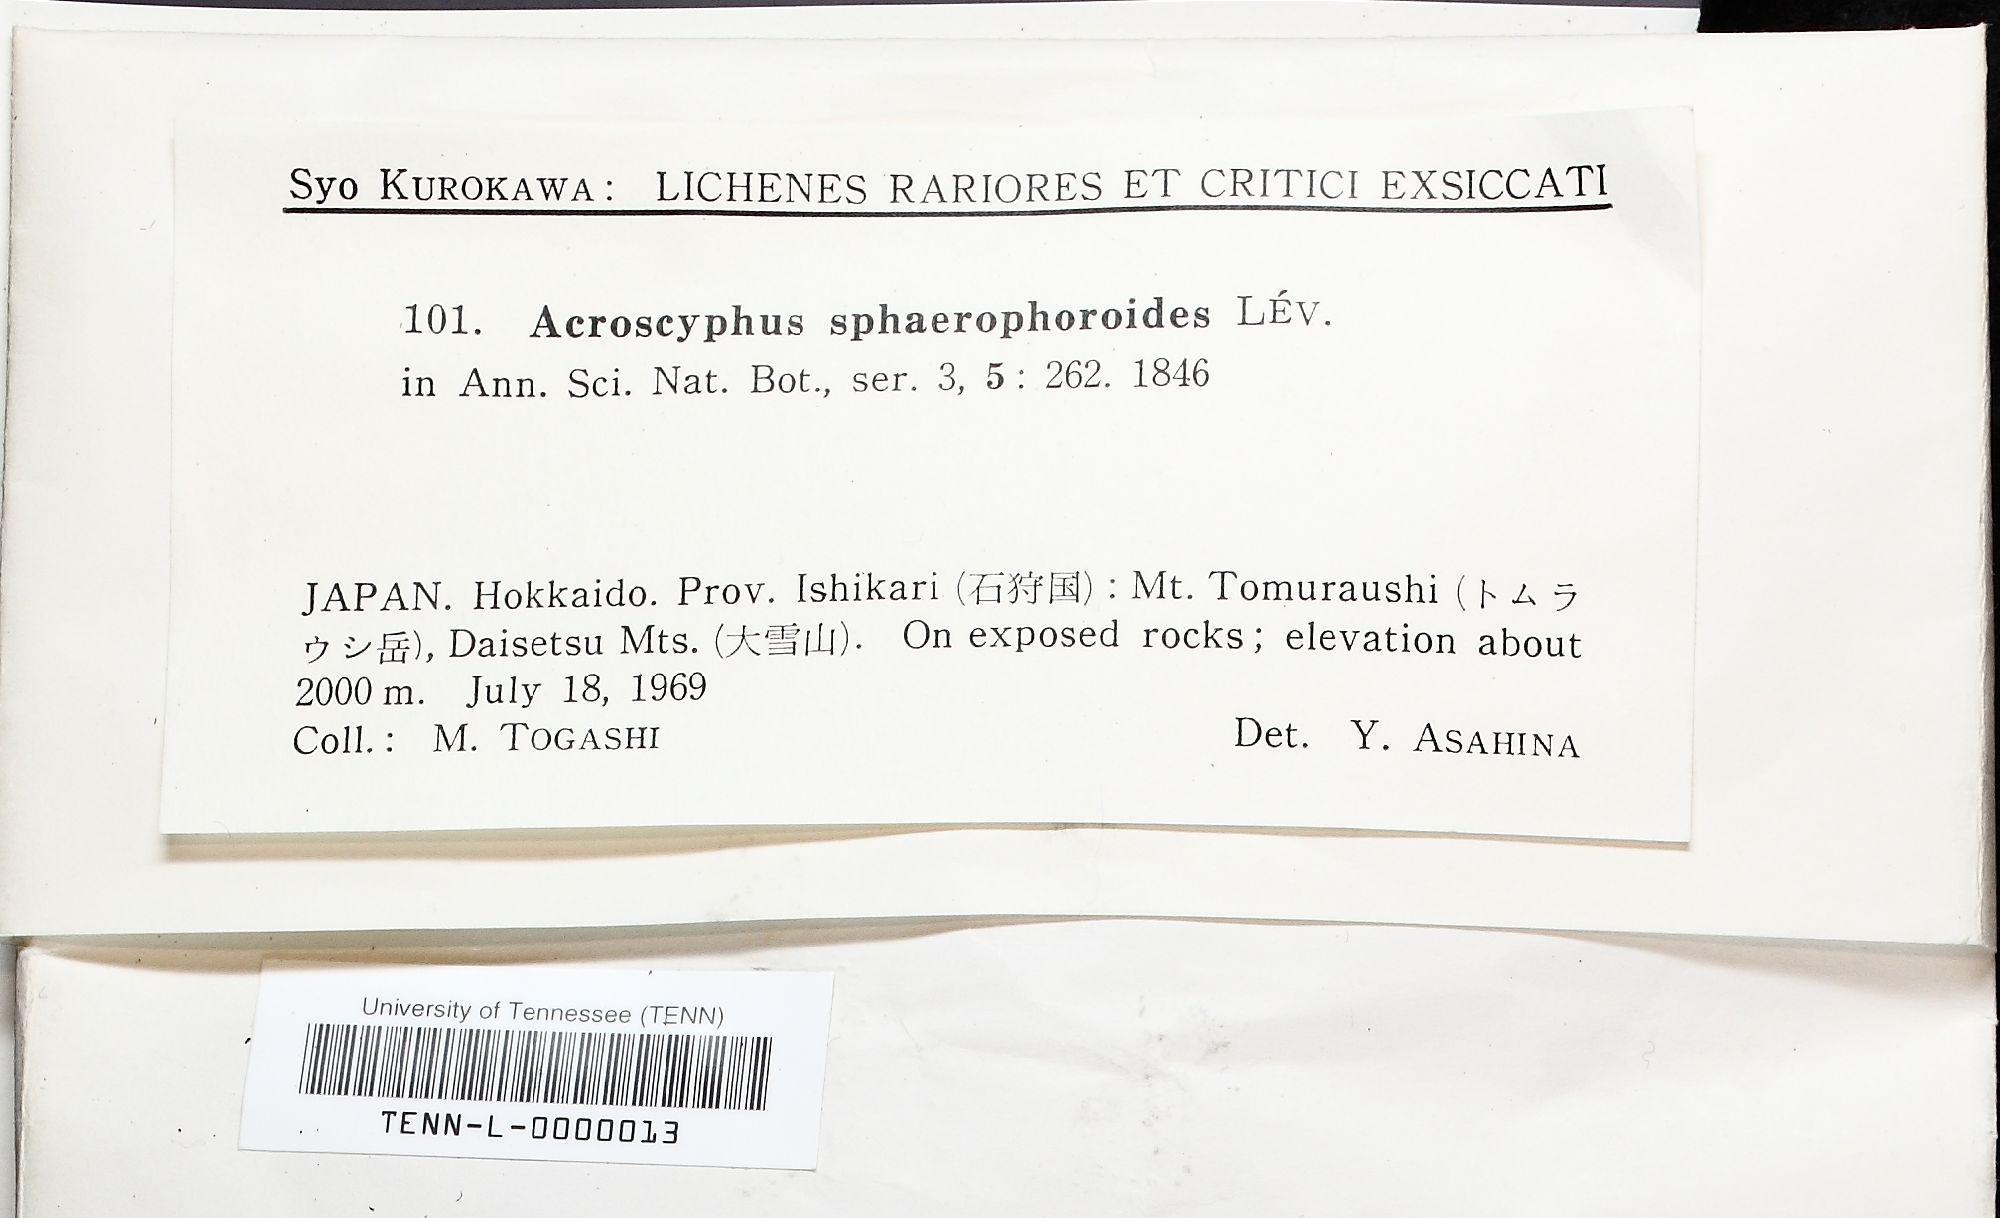 Syo KUROKAWA: LICHENES RARIORES ET CRITICI EXSICCATI
101. Acroscyphus sphaerophoroides LÉV.
in Ann. Sci. Nat. Bot., ser. 3, 5: 262. 1846
JAPAN. Hokkaido. Prov. Ishikari (石狩国): Mt. Tomuraushi (トムラ
ウシ岳), Daisetsu Mts. (大雪山). On exposed rocks; elevation about
2000 m. July 18, 1969
Coll.: M. TOGASHI Det. Y. ASAHINA
University of Tennessee (TENN)
TENN-L-0000013